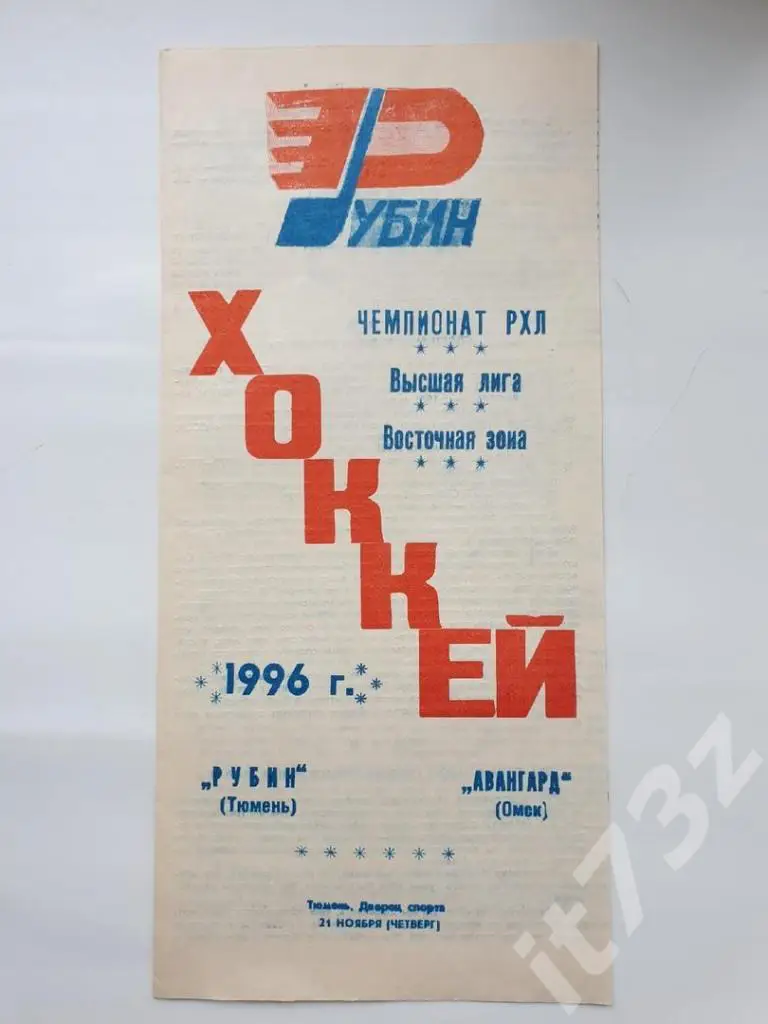 РУБИН
ХОККЕЙ
ЧЕМПИОНАТ РХЛ
Высшая лига
Восточная зона
1996 г.
„РУБИН“
(Тюмень)
„АВАНГАРД“
(Омск)
Тюмень. Дворец спорта
21 НОЯБРЯ (ЧЕТВЕРГ)
it73z